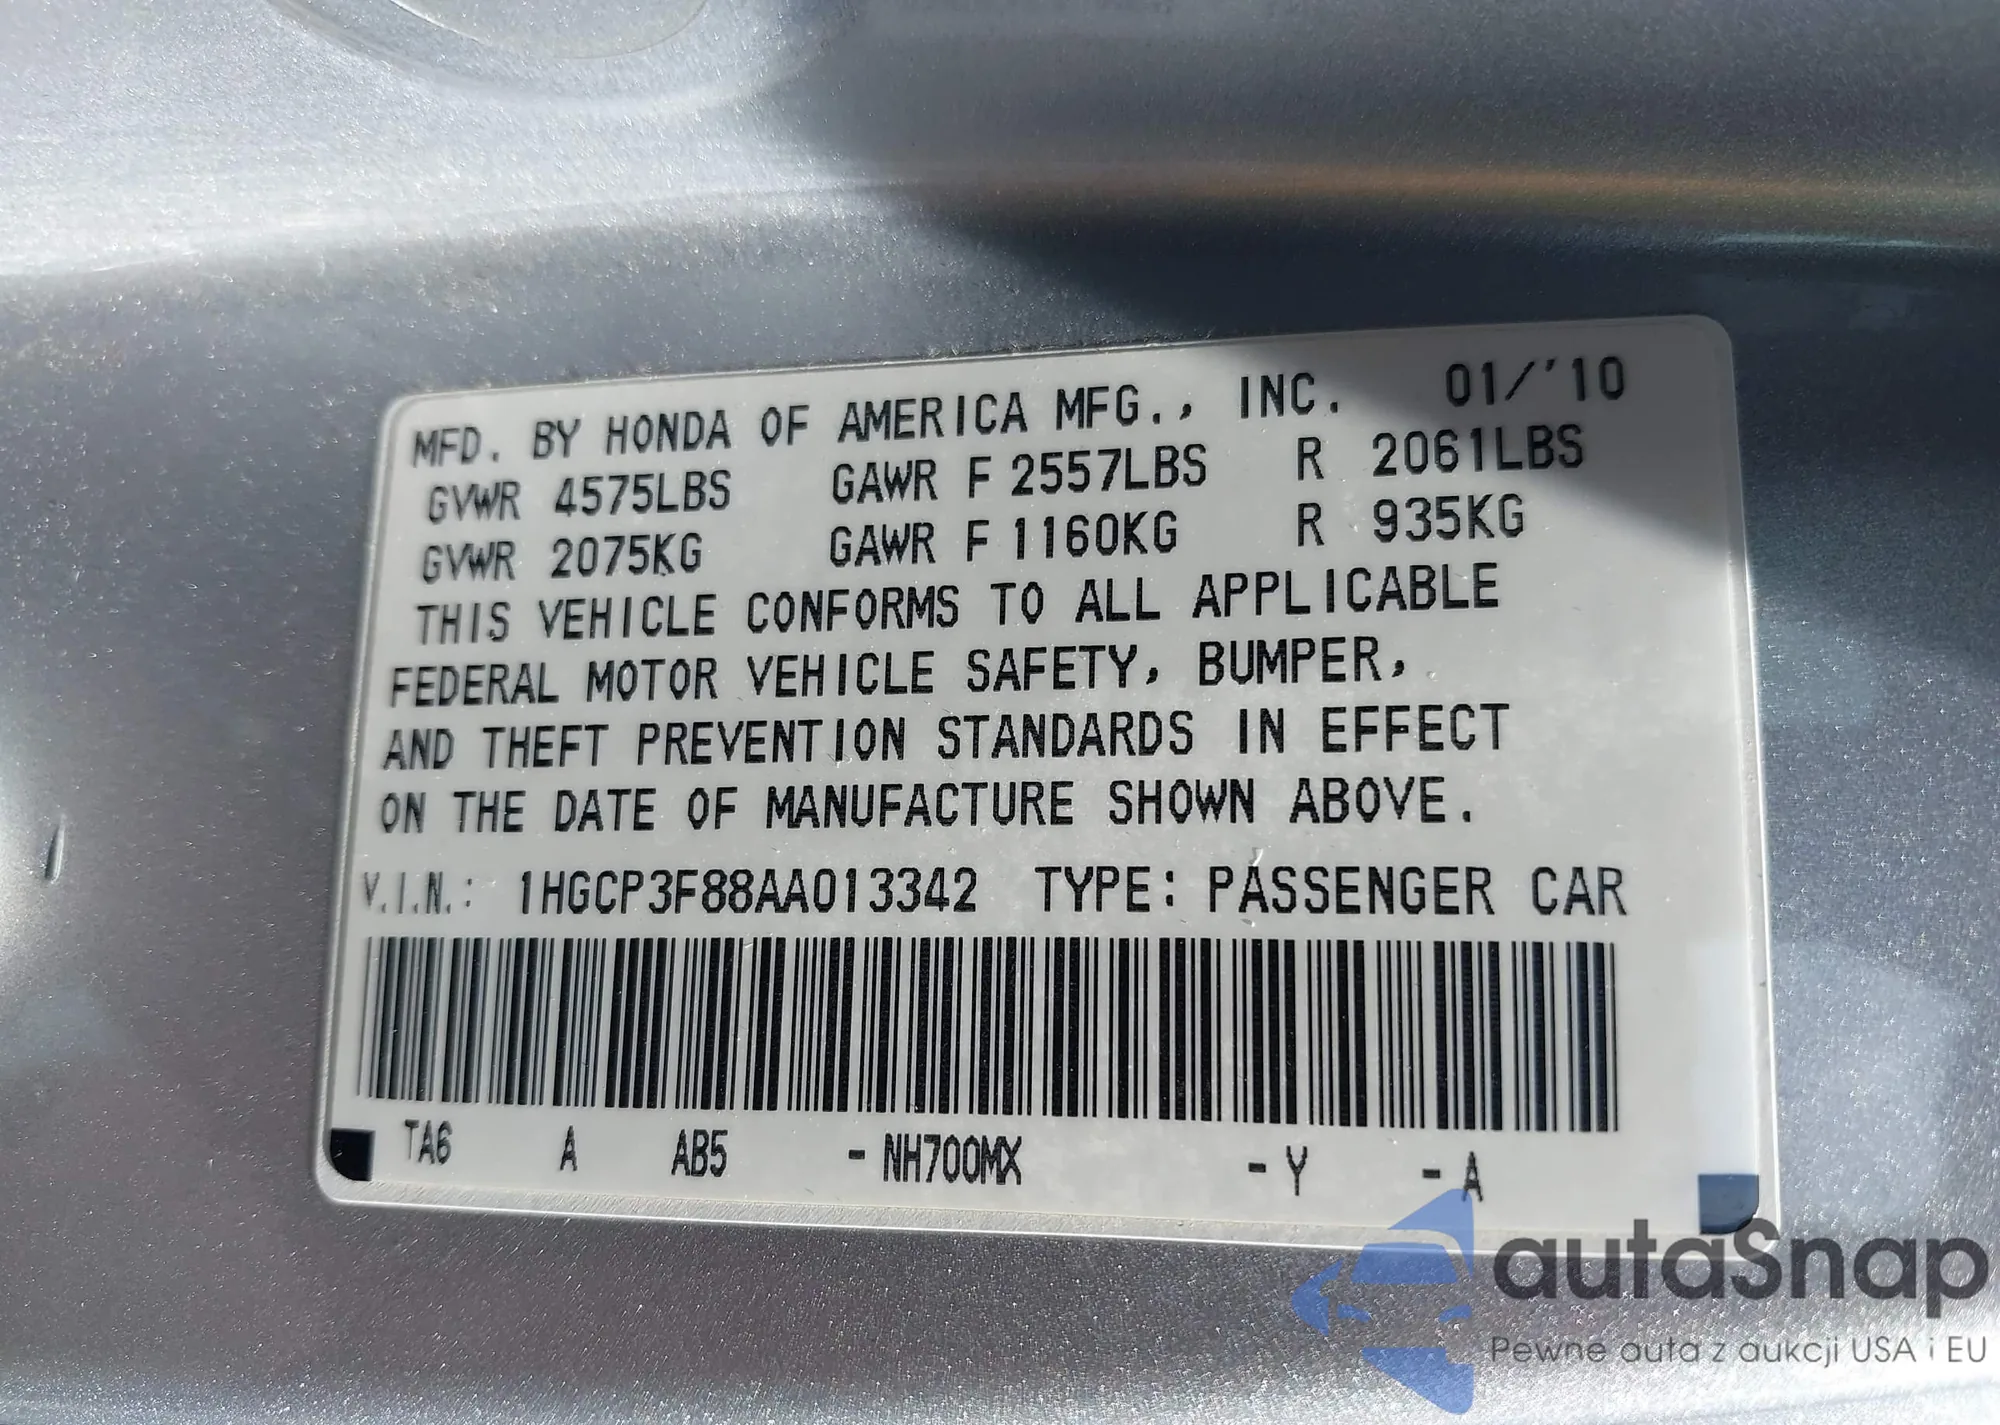 MFD. BY HONDA OF AMERICA MFG., INC. 01/'10
GVWR 4575LBS GAWR F 2557LBS R 2061LBS
GVWR 2075KG GAWR F 1160KG R 935KG
THIS VEHICLE CONFORMS TO ALL APPLICABLE
FEDERAL MOTOR VEHICLE SAFETY, BUMPER,
AND THEFT PREVENTION STANDARDS IN EFFECT
ON THE DATE OF MANUFACTURE SHOWN ABOVE.
V.I.N.: 1HGCP3F88AA013342 TYPE: PASSENGER CAR
TA6 A AB5 -NH700MX -Y -A
autaSnap
Pewne auta z aukcji USA i EU